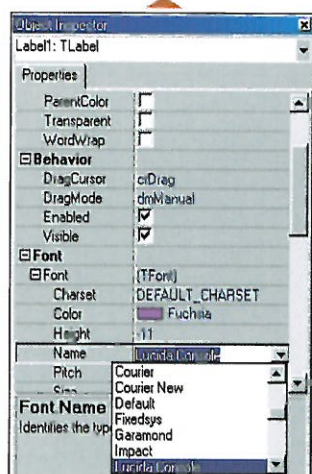 Object Inspector
Label1: TLabel
Properties
ParentColor
Transparent
WordWrap
Behavior
DragCursor crDrag
DragMode dmManual
Enabled
Visible
Font
Font (TFont)
Charset DEFAULT_CHARSET
Color Fuchsia
Height -11
Name Lucida Console
Pitch
Size
Courier
Courier New
Default
Fixedsys
Garamond
Impact
Lucida Console
Font Name
Identifies the type